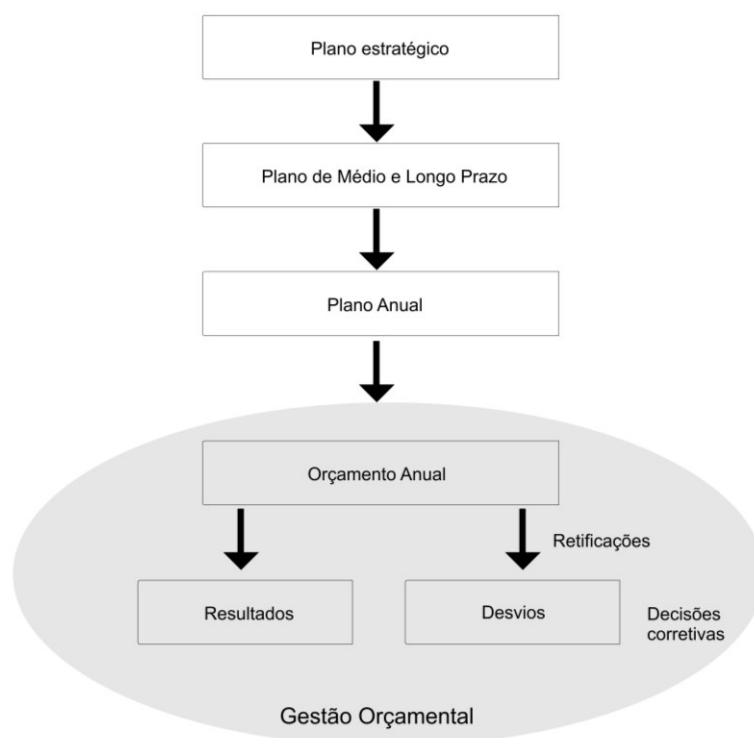 Plano estratégico
Plano de Médio e Longo Prazo
Plano Anual
Orçamento Anual
Retificações
Resultados
Desvios
Decisões
corretivas
Gestão Orçamental